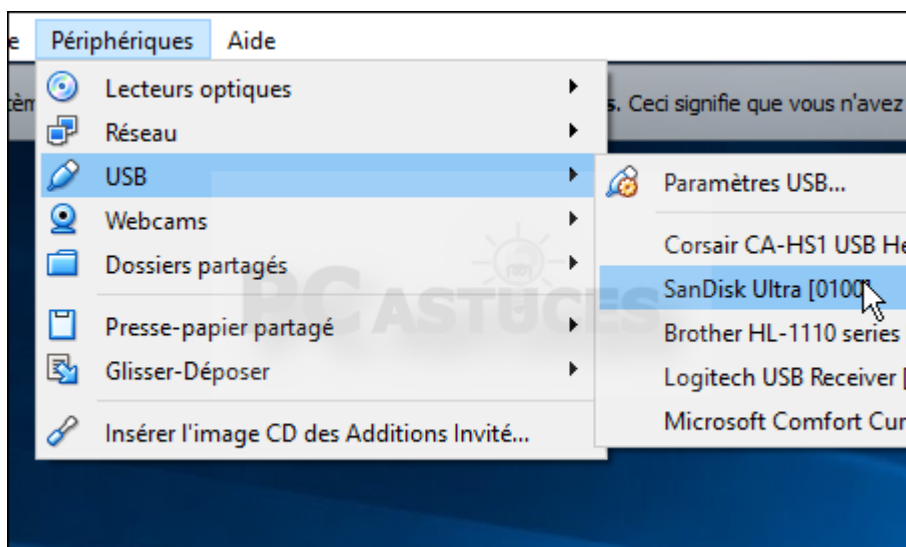 e Périphériques Aide
Lecteurs optiques
s. Ceci signifie que vous n'avez
Réseau
USB
Paramètres USB...
Webcams
Corsair CA-HS1 USB He
Dossiers partagés
SanDisk Ultra [0100]
PC ASTUCES
Presse-papier partagé
Brother HL-1110 series
Glisser-Déposer
Logitech USB Receiver [
Microsoft Comfort Cur
Insérer l'image CD des Additions Invité...